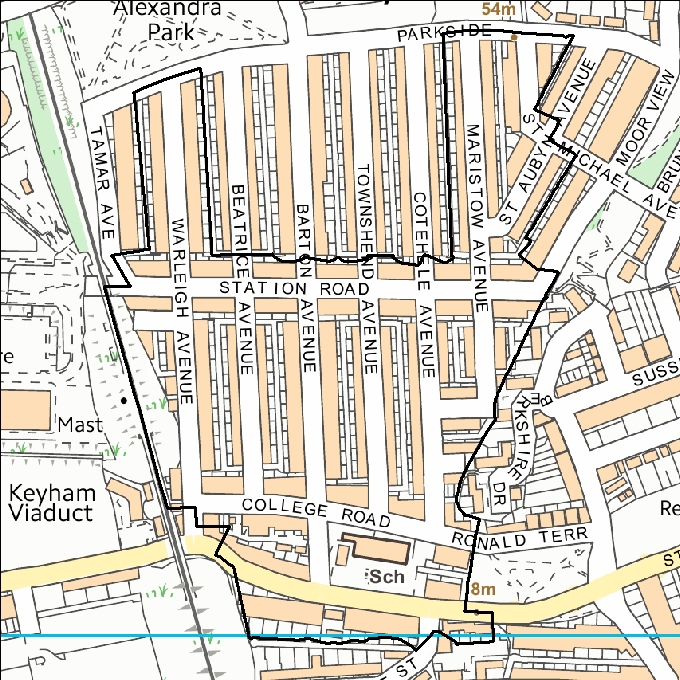 Alexandra
Park
54m
PARKSIDE
TAMAR AVE
WARLEIGH AVENUE
BEATRICE AVENUE
BARTON AVENUE
TOWNSHEND AVENUE
COTEHELE AVENUE
MARISTOW AVENUE
ST AUBYN AVENUE
ST MICHAEL AVE
MOOR VIEW
BRUN
STATION ROAD
re
Mast
SUSS
BERKSHIRE
DR
Keyham
Viaduct
COLLEGE ROAD
RONALD TERR
Re
Sch
8m
ST
E ST